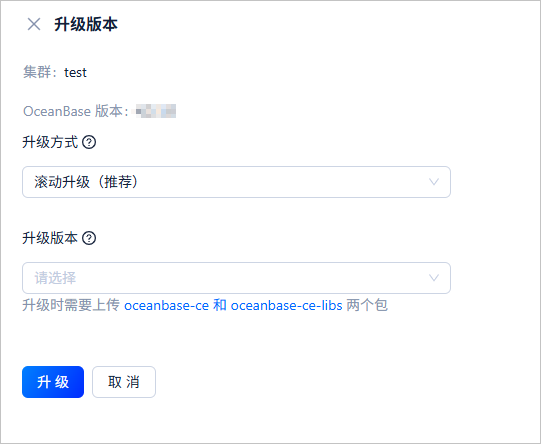 升级版本
集群：test
OceanBase 版本：
升级方式
滚动升级（推荐）
升级版本
请选择
升级时需要上传 oceanbase-ce 和 oceanbase-ce-libs 两个包
升 级
取 消